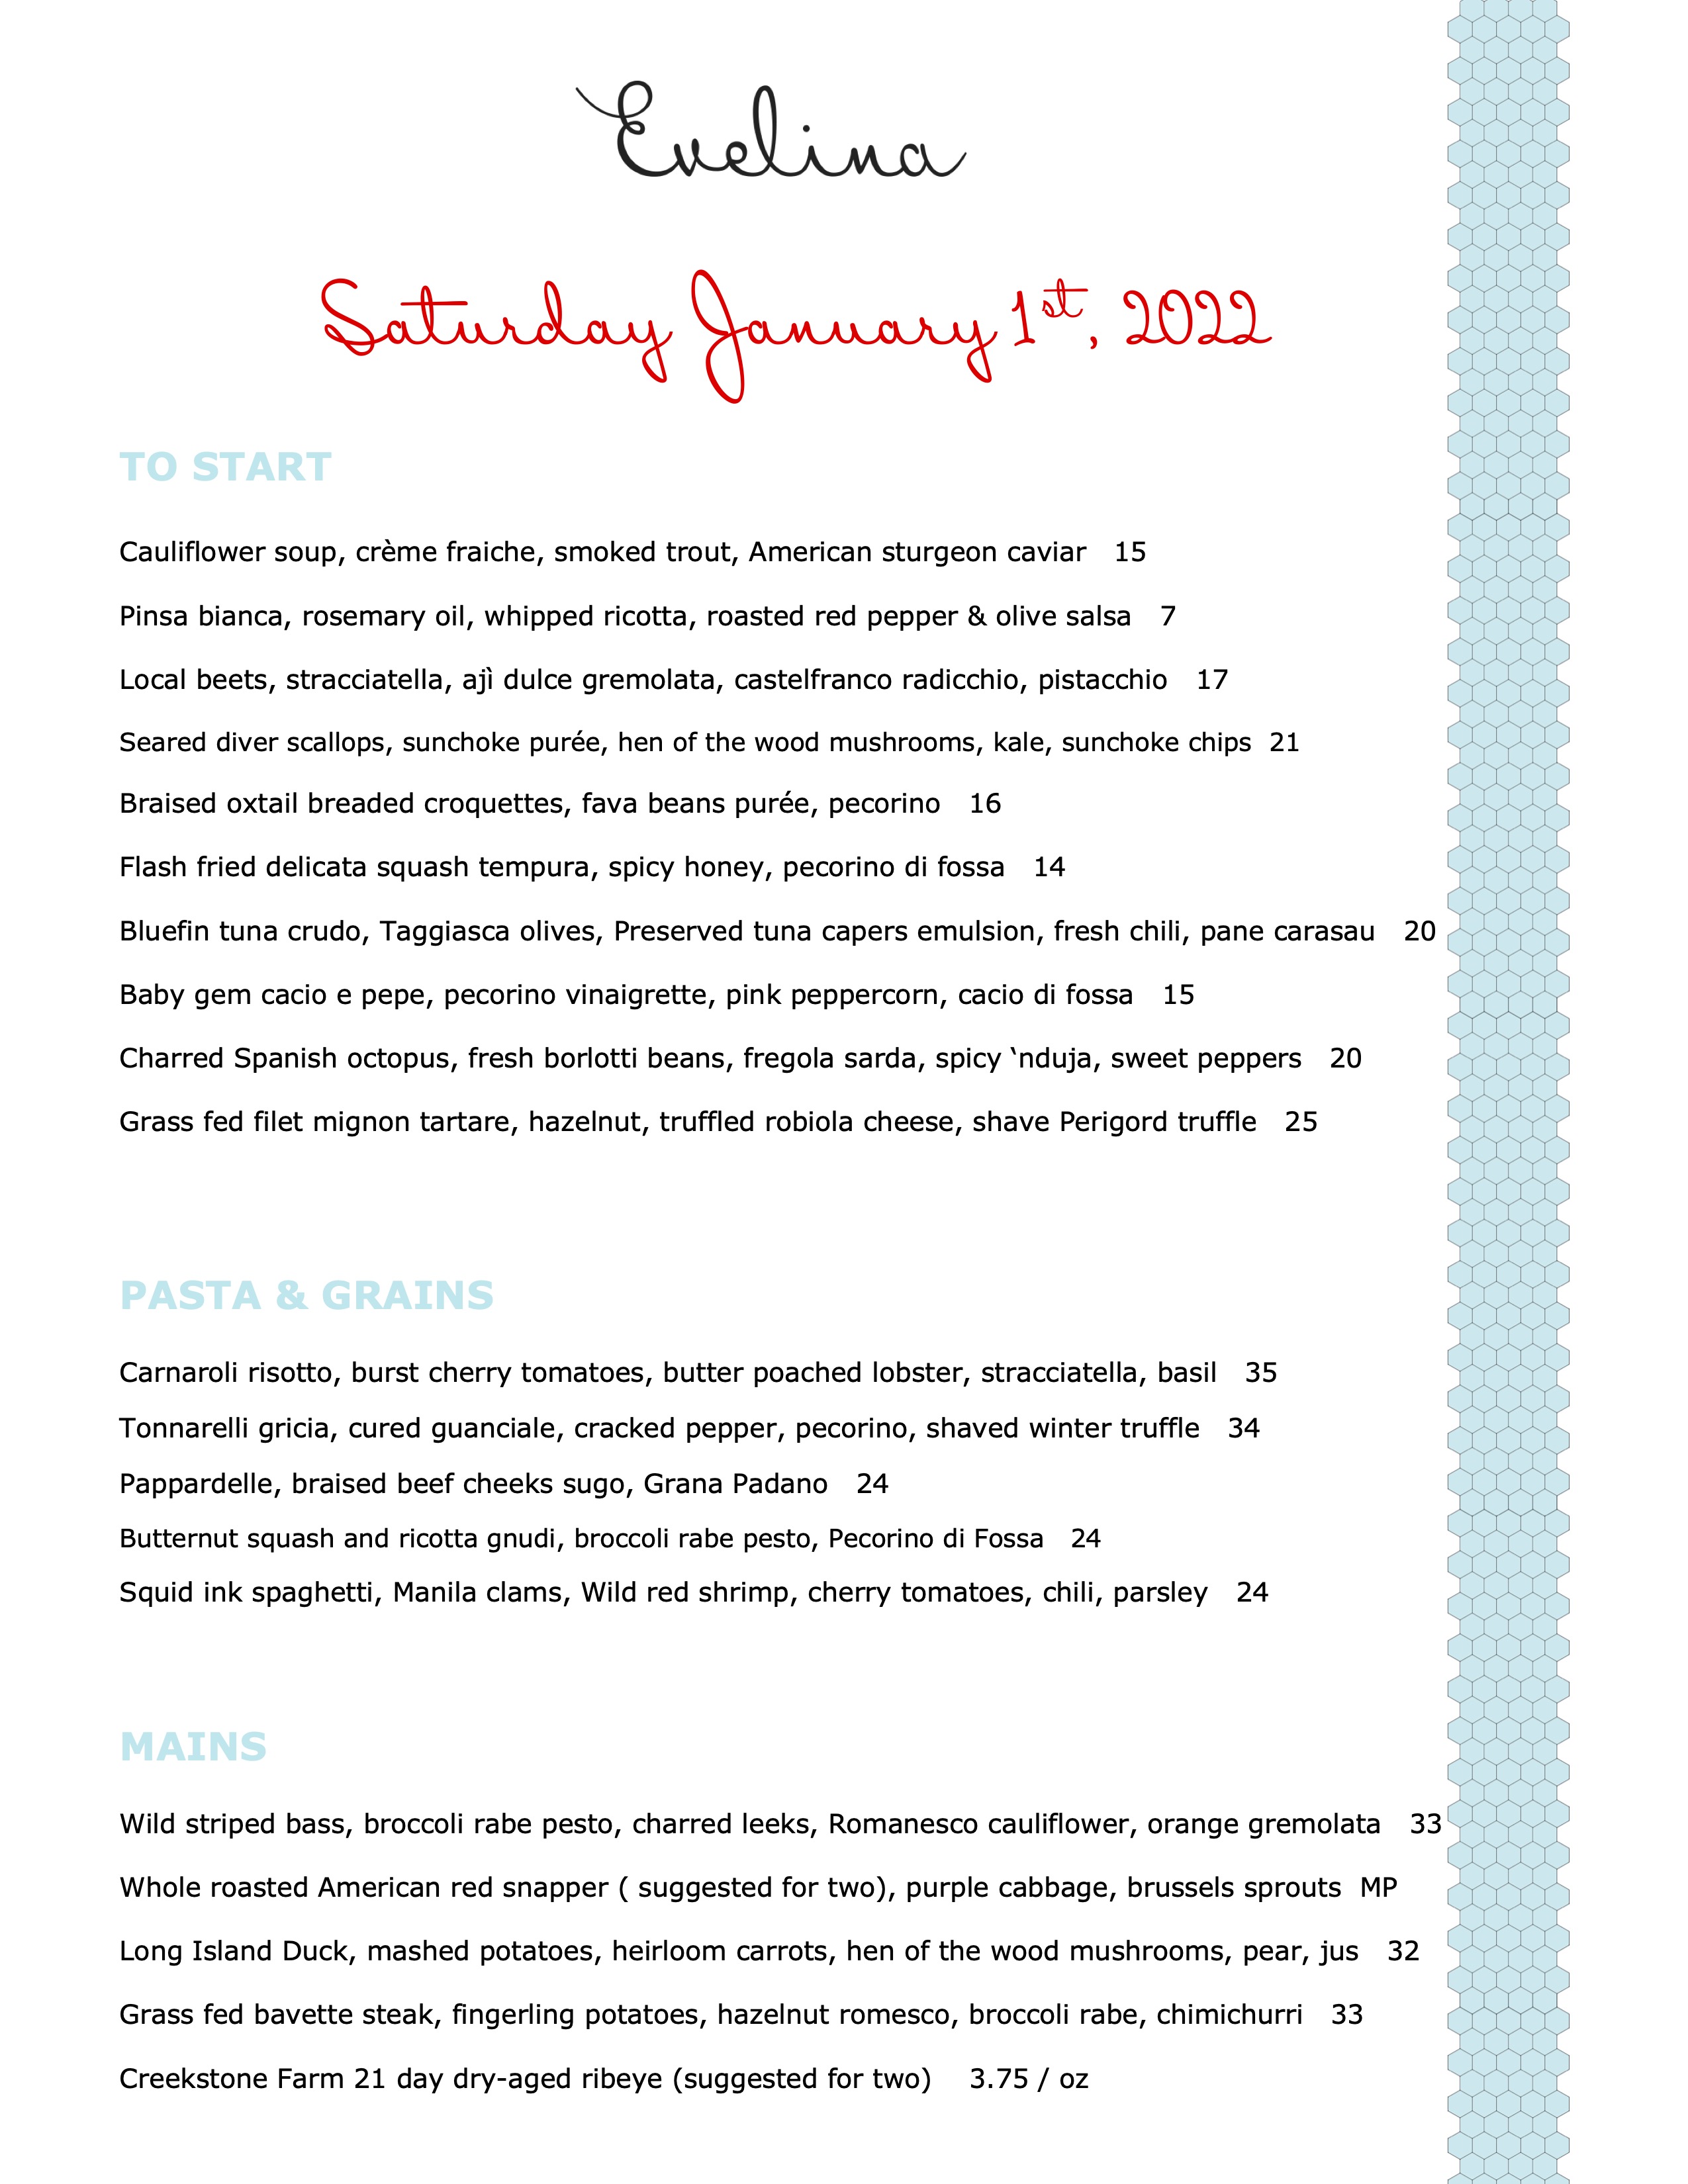 Evelina
Saturday January 1st, 2022
TO START
Cauliflower soup, crème fraiche, smoked trout, American sturgeon caviar 15
Pinsa bianca, rosemary oil, whipped ricotta, roasted red pepper & olive salsa 7
Local beets, stracciatella, ajì dulce gremolata, castelfranco radicchio, pistacchio 17
Seared diver scallops, sunchoke purée, hen of the wood mushrooms, kale, sunchoke chips 21
Braised oxtail breaded croquettes, fava beans purée, pecorino 16
Flash fried delicata squash tempura, spicy honey, pecorino di fossa 14
Bluefin tuna crudo, Taggiasca olives, Preserved tuna capers emulsion, fresh chili, pane carasau 20
Baby gem cacio e pepe, pecorino vinaigrette, pink peppercorn, cacio di fossa 15
Charred Spanish octopus, fresh borlotti beans, fregola sarda, spicy ‘nduja, sweet peppers 20
Grass fed filet mignon tartare, hazelnut, truffled robiola cheese, shave Perigord truffle 25
PASTA & GRAINS
Carnaroli risotto, burst cherry tomatoes, butter poached lobster, stracciatella, basil 35
Tonnarelli gricia, cured guanciale, cracked pepper, pecorino, shaved winter truffle 34
Pappardelle, braised beef cheeks sugo, Grana Padano 24
Butternut squash and ricotta gnudi, broccoli rabe pesto, Pecorino di Fossa 24
Squid ink spaghetti, Manila clams, Wild red shrimp, cherry tomatoes, chili, parsley 24
MAINS
Wild striped bass, broccoli rabe pesto, charred leeks, Romanesco cauliflower, orange gremolata 33
Whole roasted American red snapper ( suggested for two), purple cabbage, brussels sprouts MP
Long Island Duck, mashed potatoes, heirloom carrots, hen of the wood mushrooms, pear, jus 32
Grass fed bavette steak, fingerling potatoes, hazelnut romesco, broccoli rabe, chimichurri 33
Creekstone Farm 21 day dry-aged ribeye (suggested for two) 3.75 / oz